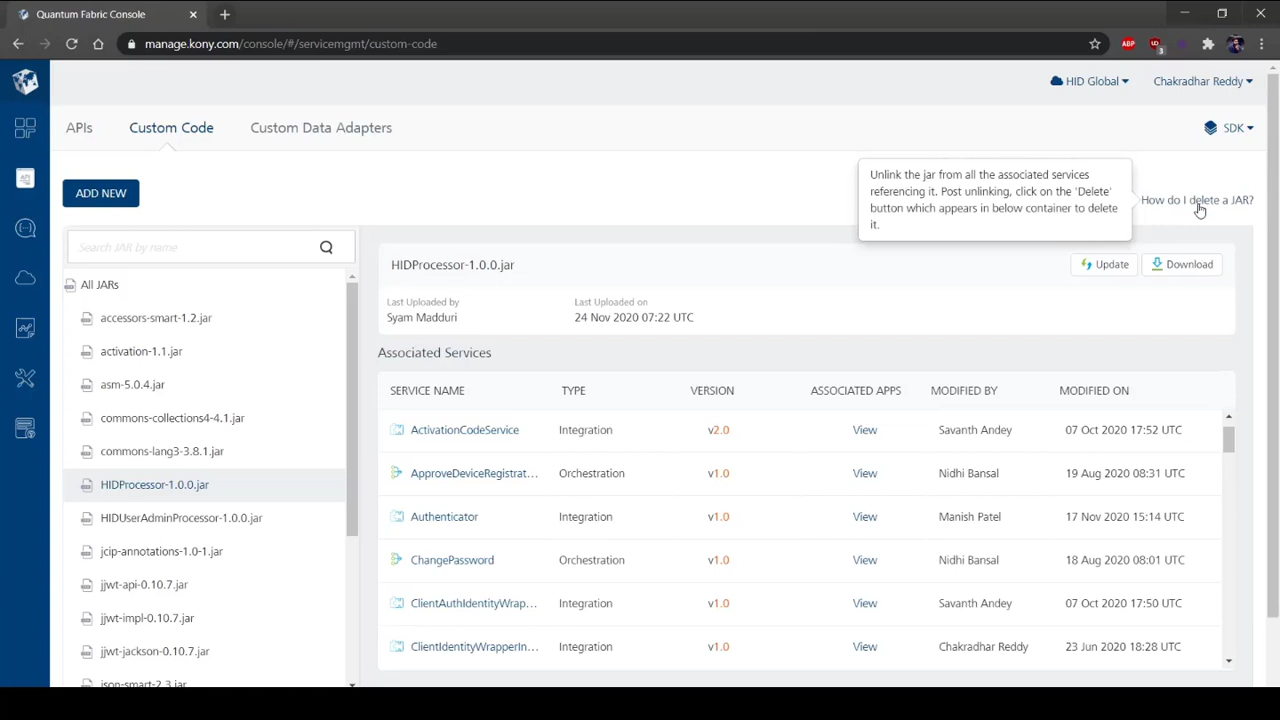 Quantum Fabric Console
manage.kony.com/console/#/servicemgmt/custom-code
ABP
3
HID Global
Chakradhar Reddy
APIs
Custom Code
Custom Data Adapters
SDK
ADD NEW
Unlink the jar from all the associated services
referencing it. Post unlinking, click on the 'Delete'
button which appears in below container to delete
it.
How do I delete a JAR?
Search JAR by name
All JARs
accessors-smart-1.2.jar
activation-1.1.jar
asm-5.0.4.jar
commons-collections4-4.1.jar
commons-lang3-3.8.1.jar
HIDProcessor-1.0.0.jar
HIDUserAdminProcessor-1.0.0.jar
jcip-annotations-1.0-1.jar
jjwt-api-0.10.7.jar
jjwt-impl-0.10.7.jar
jjwt-jackson-0.10.7.jar
json-smart-2.3.jar
HIDProcessor-1.0.0.jar
Update
Download
Last Uploaded by
Last Uploaded on
Syam Madduri
24 Nov 2020 07:22 UTC
Associated Services
SERVICE NAME TYPE VERSION ASSOCIATED APPS MODIFIED BY MODIFIED ON
ActivationCodeService Integration v2.0 View Savanth Andey 07 Oct 2020 17:52 UTC
ApproveDeviceRegistrat... Orchestration v1.0 View Nidhi Bansal 19 Aug 2020 08:31 UTC
Authenticator Integration v1.0 View Manish Patel 17 Nov 2020 15:14 UTC
ChangePassword Orchestration v1.0 View Nidhi Bansal 18 Aug 2020 08:01 UTC
ClientAuthIdentityWrap... Integration v1.0 View Savanth Andey 07 Oct 2020 17:50 UTC
ClientIdentityWrapperIn... Integration v1.0 View Chakradhar Reddy 23 Jun 2020 18:28 UTC